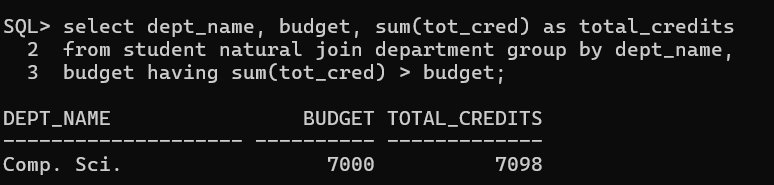 SQL> select dept_name, budget, sum(tot_cred) as total_credits
  2  from student natural join department group by dept_name,
  3  budget having sum(tot_cred) > budget;

DEPT_NAME                BUDGET TOTAL_CREDITS
-------------------- ---------- -------------
Comp. Sci.                 7000          7098